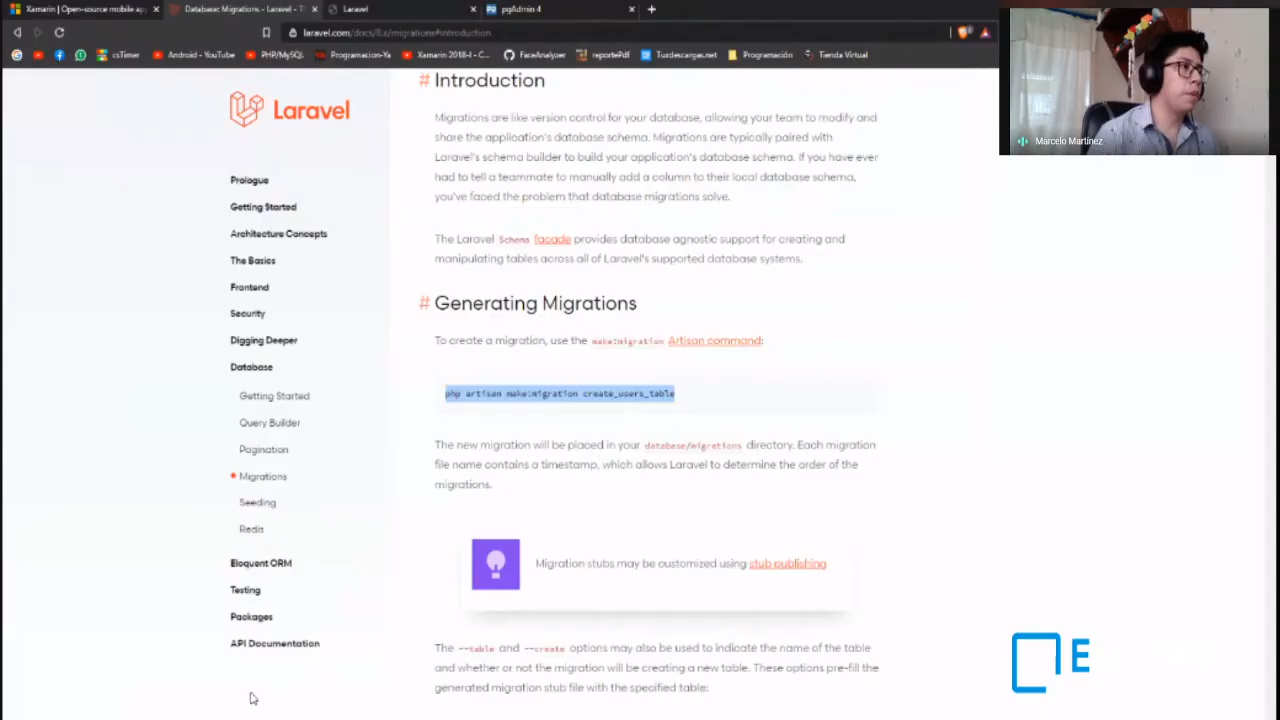 Xamarin | Open-source mobile ap
Database: Migrations - Laravel - T
Laravel
pgAdmin 4
laravel.com/docs/8.x/migrations#introduction
csTimer
Android - YouTube
PHP/MySQL
Programacion-Ya
Xamarin 2018-I - C...
FaceAnalyzer
reportePdf
Tusdescargas.net
Programación
Tienda Virtual
Marcelo Martínez
Laravel
Prologue
Getting Started
Architecture Concepts
The Basics
Frontend
Security
Digging Deeper
Database
Getting Started
Query Builder
Pagination
Migrations
Seeding
Redis
Eloquent ORM
Testing
Packages
API Documentation
# Introduction
Migrations are like version control for your database, allowing your team to modify and
share the application's database schema. Migrations are typically paired with
Laravel's schema builder to build your application's database schema. If you have ever
had to tell a teammate to manually add a column to their local database schema,
you've faced the problem that database migrations solve.
The Laravel Schema facade provides database agnostic support for creating and
manipulating tables across all of Laravel's supported database systems.
# Generating Migrations
To create a migration, use the make:migration Artisan command:
php artisan make:migration create_users_table
The new migration will be placed in your database/migrations directory. Each migration
file name contains a timestamp, which allows Laravel to determine the order of the
migrations.
Migration stubs may be customized using stub publishing
The --table and --create options may also be used to indicate the name of the table
and whether or not the migration will be creating a new table. These options pre-fill the
generated migration stub file with the specified table:
E